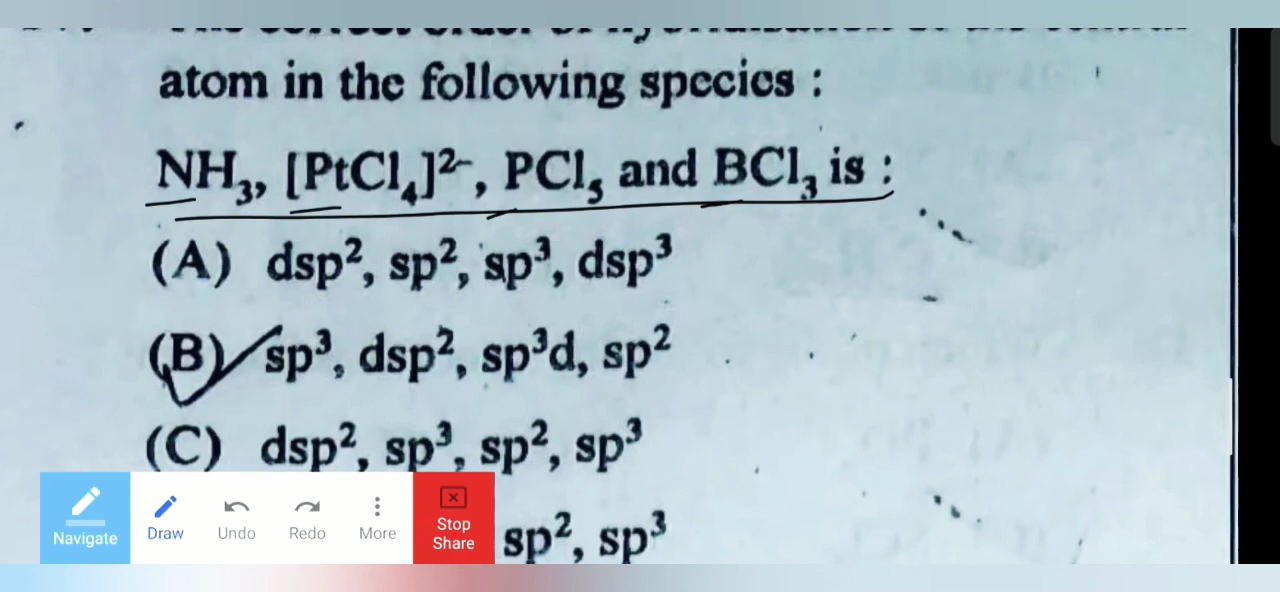 atom in the following species :
NH₃, [PtCl₄]²⁻, PCl₅ and BCl₃ is :
(A) dsp², sp², sp³, dsp³
(B) sp³, dsp², sp³d, sp²
(C) dsp², sp³, sp², sp³
sp², sp³
Navigate
Draw
Undo
Redo
More
Stop
Share